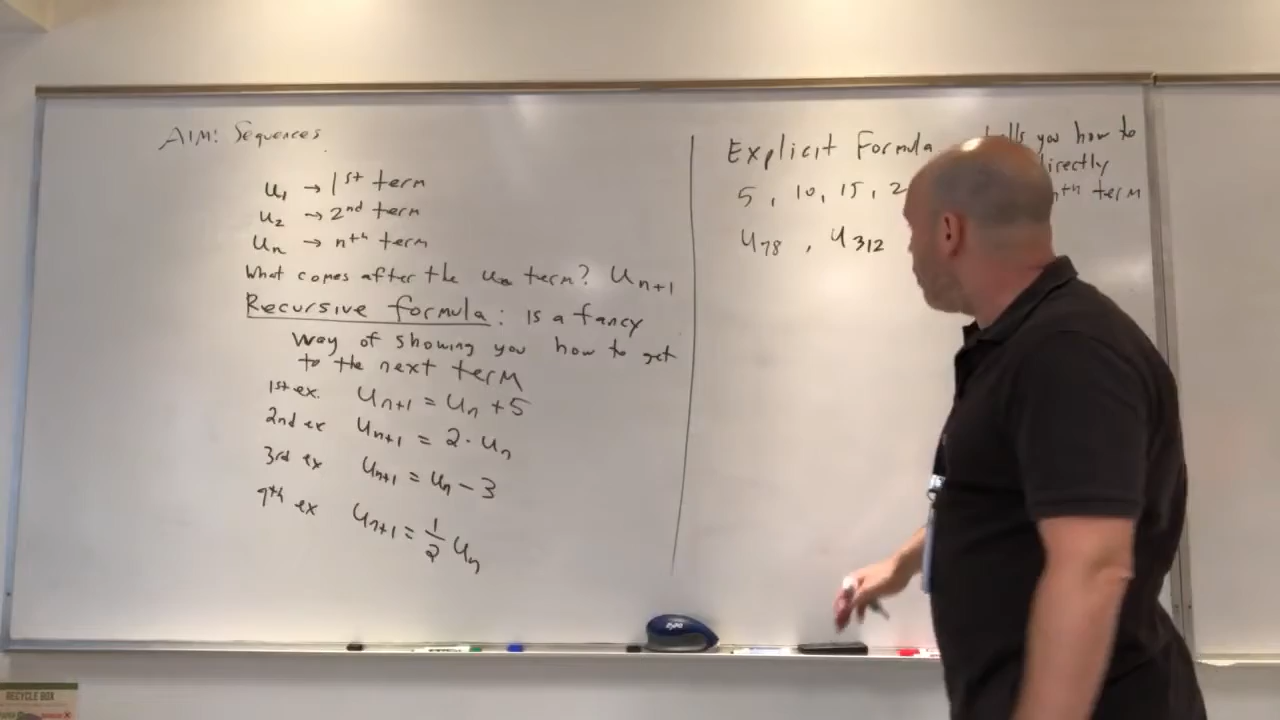 AIM: Sequences
u₁ → 1st term
u₂ → 2nd term
uₙ → nth term
What comes after the uₙ term? Uₙ₊₁
Recursive formula: is a fancy
way of showing you how to get
to the next term
1st ex. Uₙ₊₁ = Uₙ + 5
2nd ex Uₙ₊₁ = 2 · Uₙ
3rd ex Uₙ₊₁ = Uₙ - 3
4th ex Uₙ₊₁ = 1/2 Uₙ
Explicit Formula you how to
5, 10, 15, 2
nth term
U₇₈, U₃₁₂
RECYCLE BOX